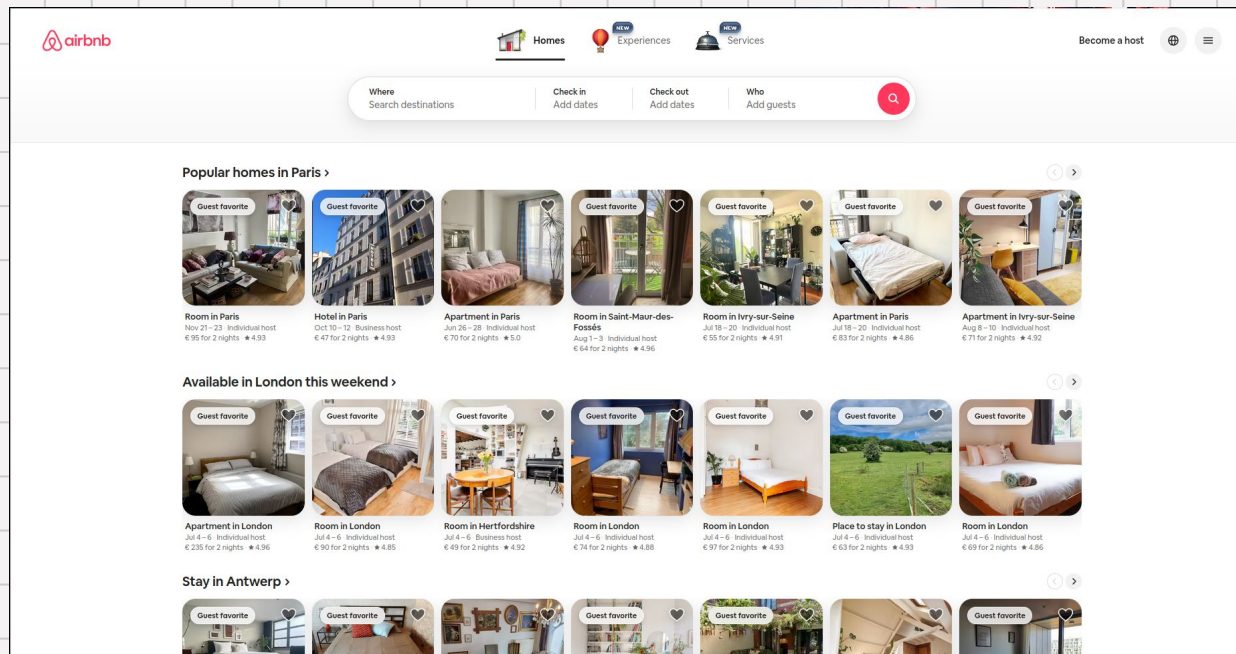 airbnb
Homes
NEW
Experiences
NEW
Services
Become a host
Where
Search destinations
Check in
Add dates
Check out
Add dates
Who
Add guests
Popular homes in Paris
Guest favorite
Guest favorite
Guest favorite
Guest favorite
Guest favorite
Guest favorite
Room in Paris
Nov 21 – 23 · Individual host
€ 95 for 2 nights · ★ 4.93
Hotel in Paris
Oct 10 – 12 · Business host
€ 47 for 2 nights · ★ 4.93
Apartment in Paris
Jun 26 – 28 · Individual host
€ 70 for 2 nights · ★ 5.0
Room in Saint-Maur-des-
Fossés
Aug 1 – 3 · Individual host
€ 64 for 2 nights · ★ 4.96
Room in Ivry-sur-Seine
Jul 18 – 20 · Individual host
€ 55 for 2 nights · ★ 4.91
Apartment in Paris
Jul 18 – 20 · Individual host
€ 83 for 2 nights · ★ 4.86
Apartment in Ivry-sur-Seine
Aug 8 – 10 · Individual host
€ 71 for 2 nights · ★ 4.92
Available in London this weekend
Guest favorite
Guest favorite
Guest favorite
Guest favorite
Guest favorite
Guest favorite
Guest favorite
Apartment in London
Jul 4 – 6 · Individual host
€ 235 for 2 nights · ★ 4.96
Room in London
Jul 4 – 6 · Individual host
€ 90 for 2 nights · ★ 4.85
Room in Hertfordshire
Jul 4 – 6 · Business host
€ 49 for 2 nights · ★ 4.92
Room in London
Jul 4 – 6 · Individual host
€ 74 for 2 nights · ★ 4.88
Room in London
Jul 4 – 6 · Individual host
€ 97 for 2 nights · ★ 4.93
Place to stay in London
Jul 4 – 6 · Individual host
€ 63 for 2 nights · ★ 4.93
Room in London
Jul 4 – 6 · Individual host
€ 69 for 2 nights · ★ 4.86
Stay in Antwerp
Guest favorite
Guest favorite
Guest favorite
Guest favorite
Guest favorite